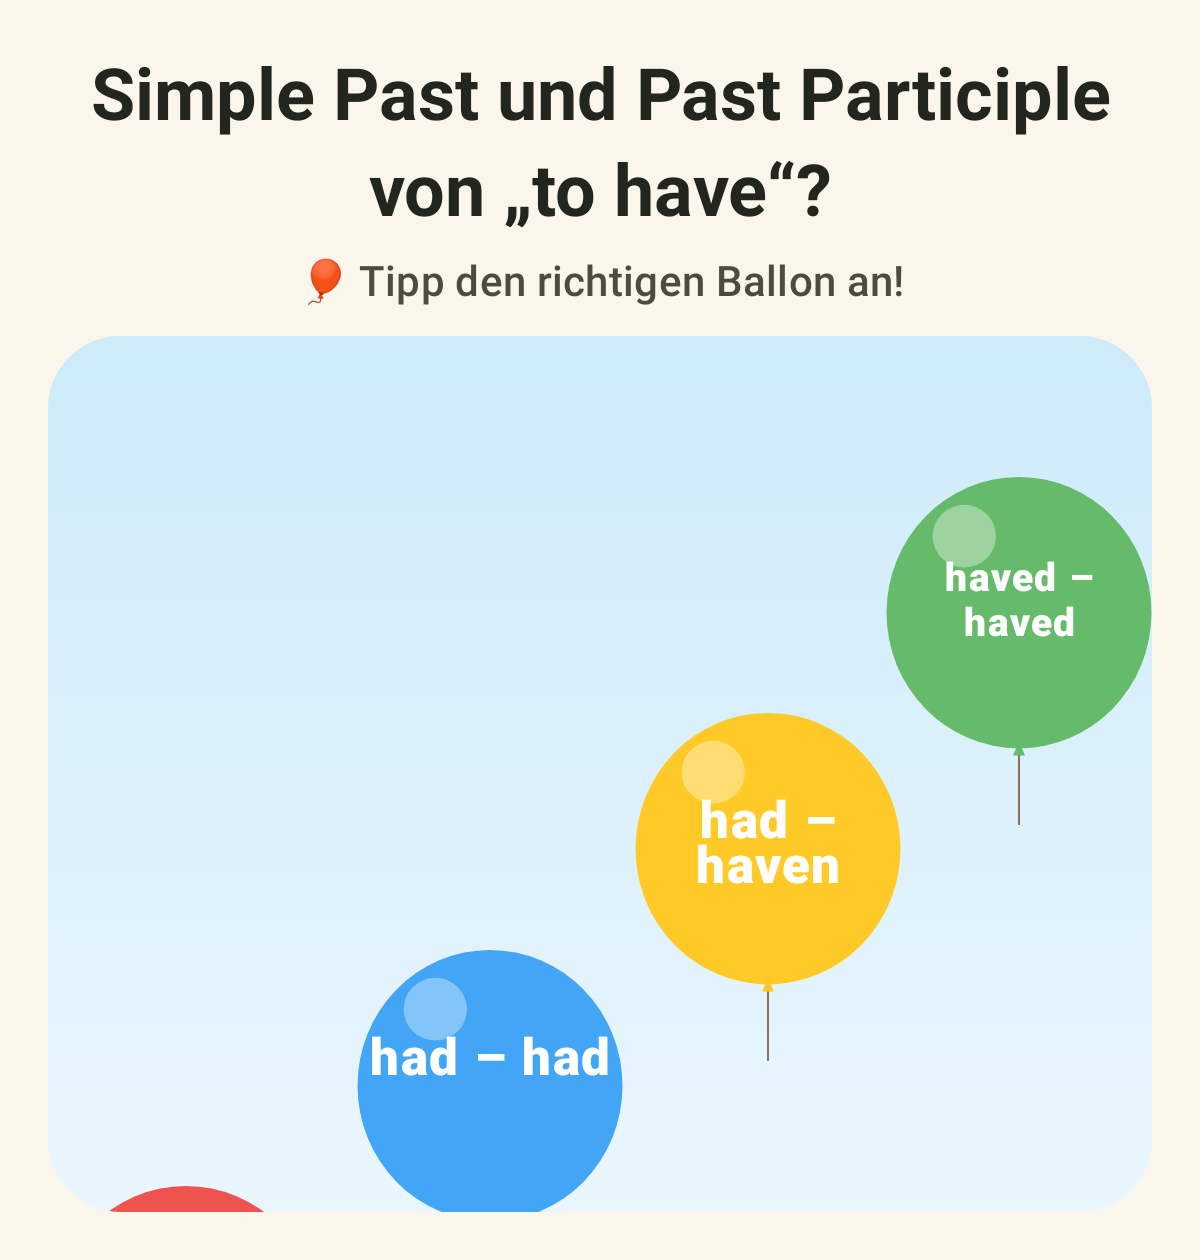 Simple Past und Past Participle
von „to have“?
🎈 Tipp den richtigen Ballon an!
haved –
haved
had –
haven
had – had